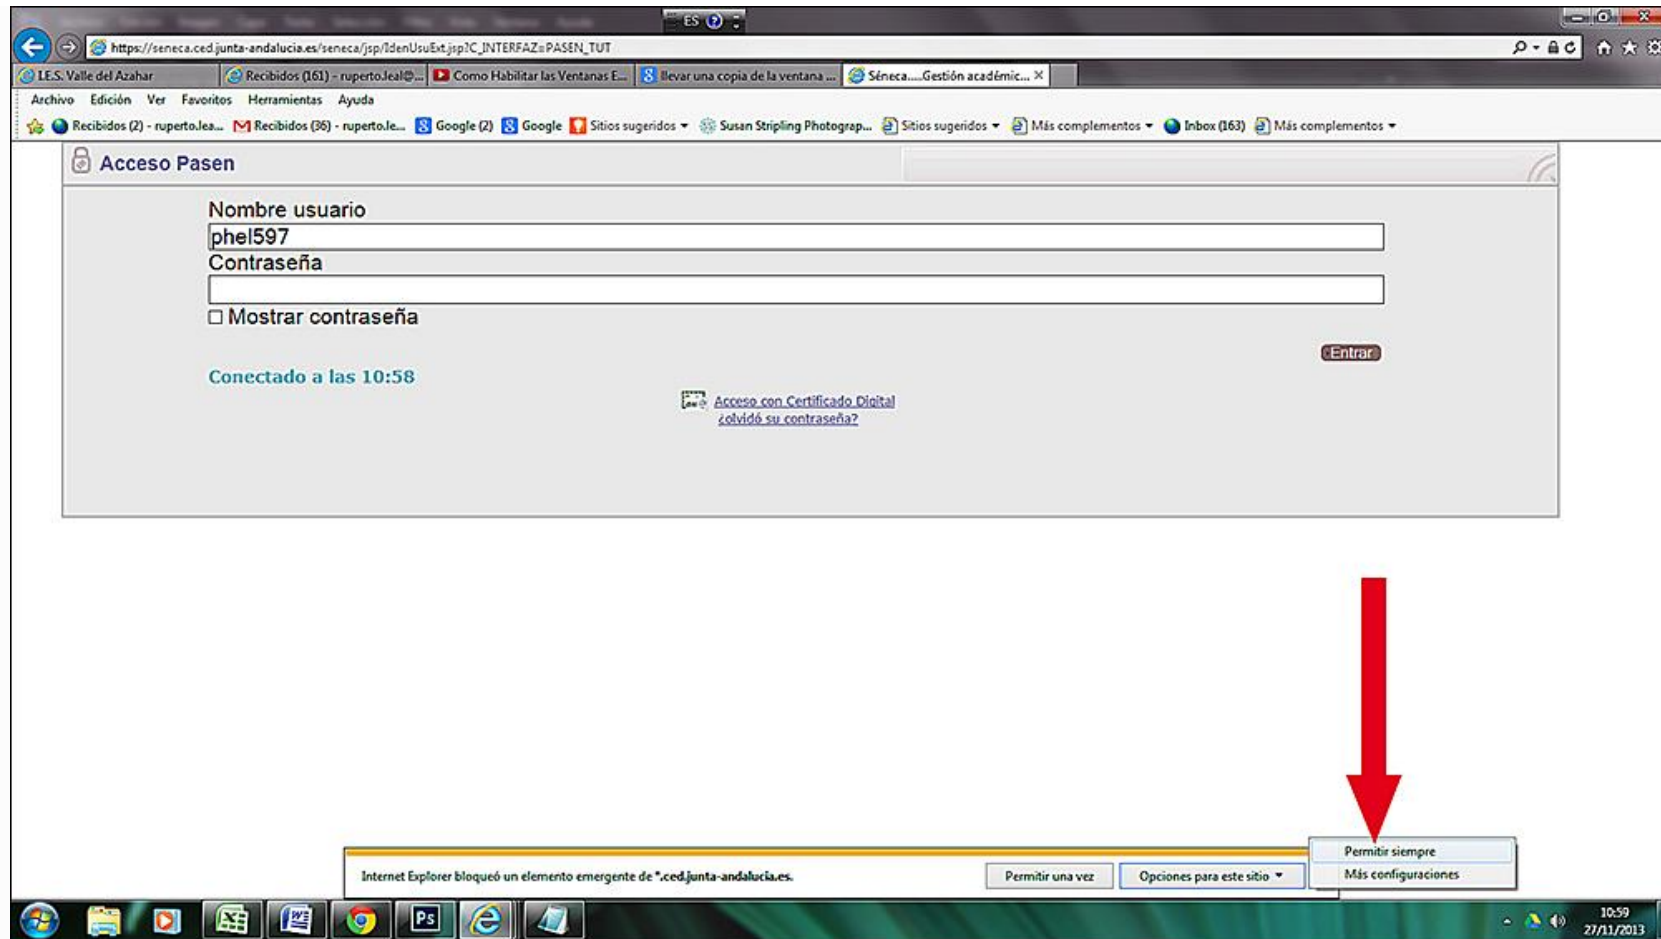 ES
https://seneca.ced.junta-andalucia.es/seneca/jsp/IdenUsuExt.jsp?C_INTERFAZ=PASEN_TUT
I.E.S. Valle del Azahar Recibidos (161) - ruperto.leal@... Como Habilitar las Ventanas E... llevar una copia de la ventana ... Séneca.....Gestión académic...
Archivo Edición Ver Favoritos Herramientas Ayuda
Recibidos (2) - ruperto.lea... Recibidos (36) - ruperto.le... Google (2) Google Sitios sugeridos Susan Stripling Photograp... Sitios sugeridos Más complementos Inbox (163) Más complementos
Acceso Pasen
Nombre usuario
phel597
Contraseña
Mostrar contraseña
Entrar
Conectado a las 10:58
Acceso con Certificado Digital
¿olvidó su contraseña?
Permitir siempre
Más configuraciones
Internet Explorer bloqueó un elemento emergente de *.ced.junta-andalucia.es. Permitir una vez Opciones para este sitio
Ps
10:59
27/11/2013